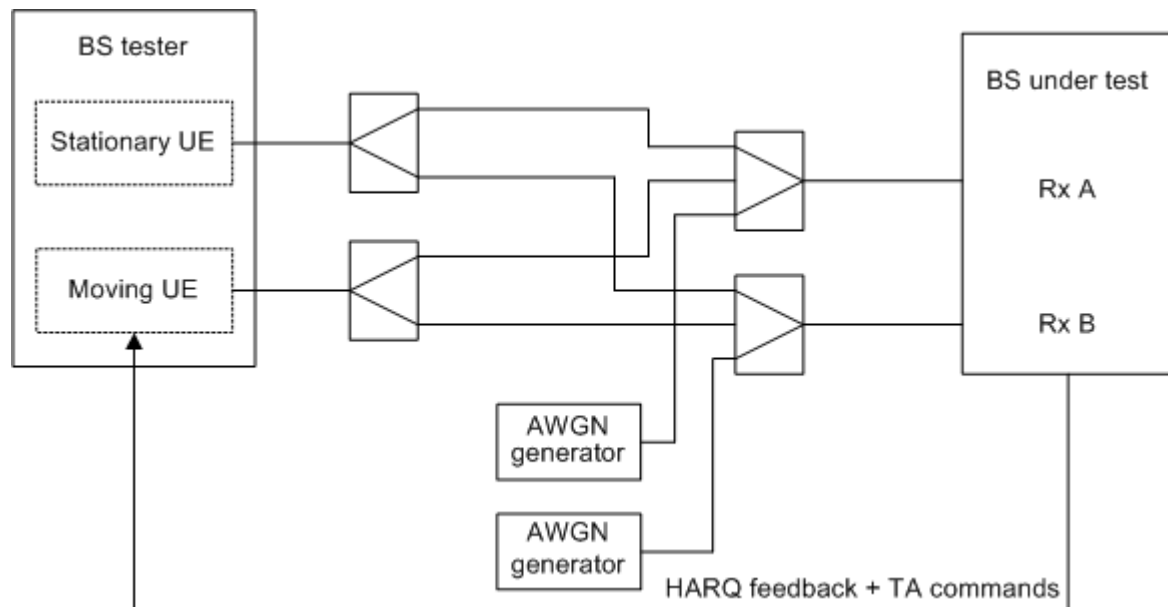 BS tester
Stationary UE
Moving UE
BS under test
Rx A
Rx B
AWGN
generator
AWGN
generator
HARQ feedback + TA commands